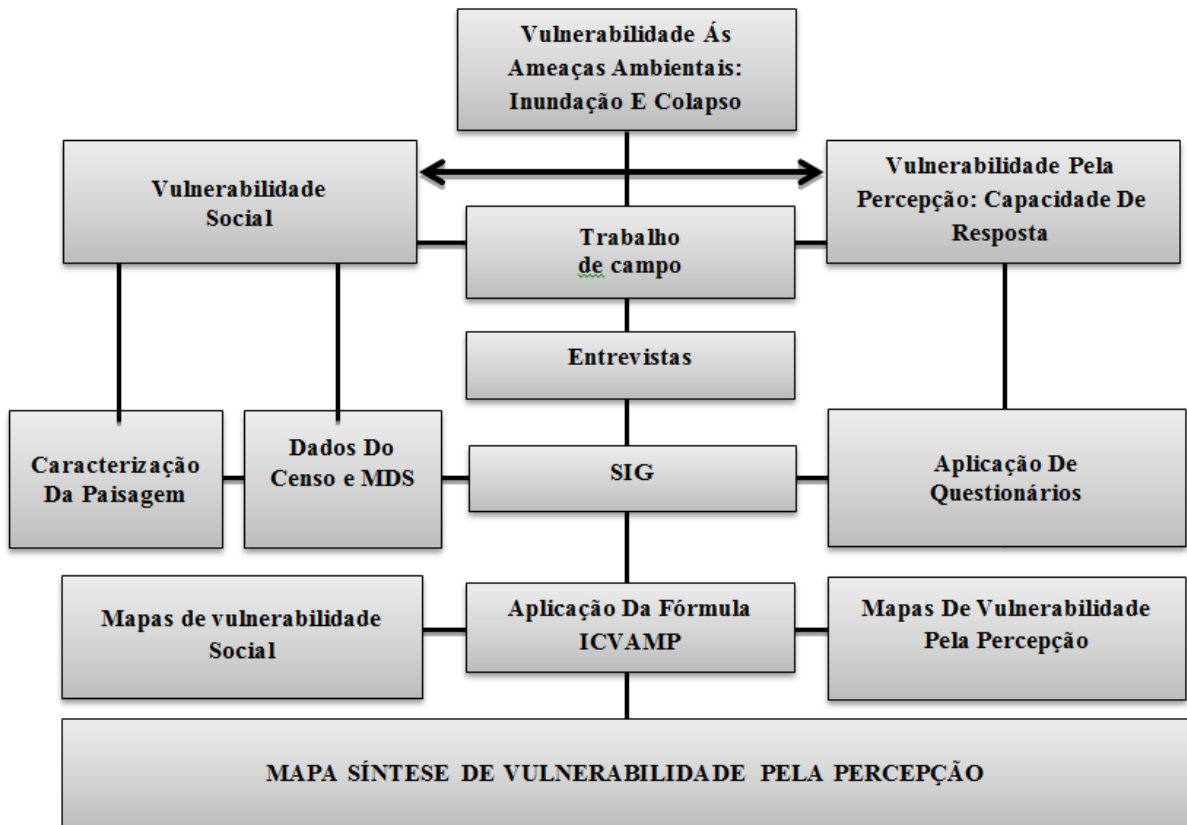 Vulnerabilidade Ás
Ameaças Ambientais:
Inundação E Colapso
Vulnerabilidade
Social
Vulnerabilidade Pela
Percepção: Capacidade De
Resposta
Trabalho
de campo
Entrevistas
Caracterização
Da Paisagem
Dados Do
Censo e MDS
SIG
Aplicação De
Questionários
Mapas de vulnerabilidade
Social
Aplicação Da Fórmula
ICVAMP
Mapas De Vulnerabilidade
Pela Percepção
MAPA SÍNTESE DE VULNERABILIDADE PELA PERCEPÇÃO